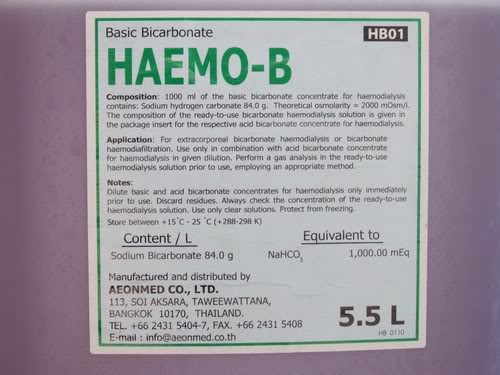 Basic Bicarbonate
HB01
HAEMO-B
Composition: 1000 ml of the basic bicarbonate concentrate for haemodialysis
contains: Sodium hydrogen carbonate 84.0 g. Theoretical osmolarity = 2000 mOsm/l.
The composition of the ready-to-use bicarbonate haemodialysis solution is given in
the package insert for the respective acid bicarbonate concentrate for haemodialysis.
Application: For extracorporeal bicarbonate haemodialysis or bicarbonate
haemodiafiltration. Use only in combination with acid bicarbonate concentrate
for haemodialysis in given dilution. Perform a gas analysis in the ready-to-use
haemodialysis solution prior to use, employing an appropriate method.
Notes:
Dilute basic and acid bicarbonate concentrates for haemodialysis only immediately
prior to use. Discard residues. Always check the concentration of the ready-to-use
haemodialysis solution. Use only clear solutions. Protect from freezing.
Store between +15°C - 25 °C (+288-298 K)
Content / L Equivalent to
Sodium Bicarbonate 84.0 g NaHCO3 1,000.00 mEq
Manufactured and distributed by
AEONMED CO., LTD.
113, SOI AKSARA, TAWEEWATTANA,
BANGKOK 10170, THAILAND.
TEL. +66 2431 5404-7, FAX. +66 2431 5408
E-mail : info@aeonmed.co.th
5.5 L
HB 0110